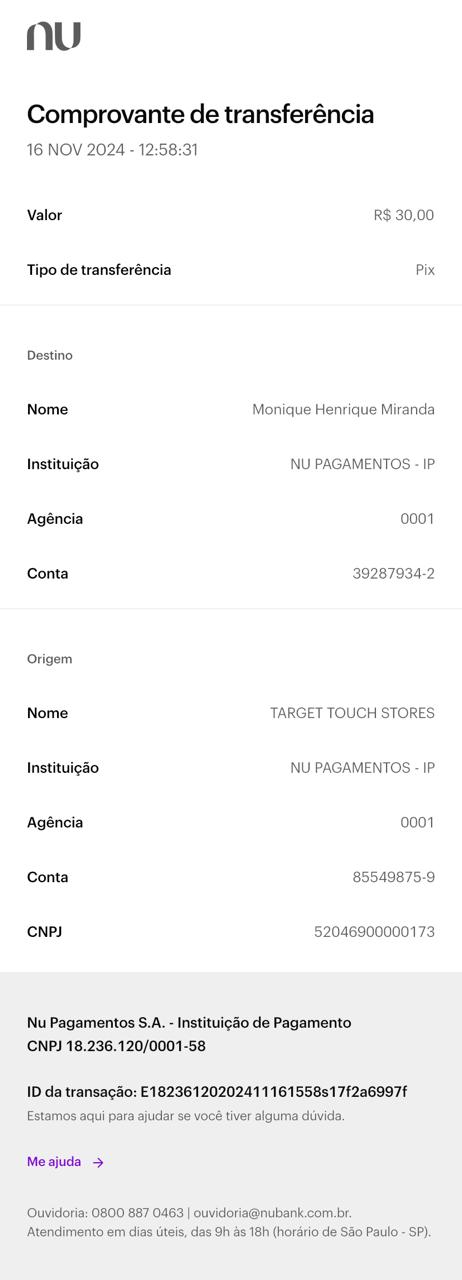 nu
Comprovante de transferência
16 NOV 2024 - 12:58:31
Valor R$ 30,00
Tipo de transferência Pix
Destino
Nome Monique Henrique Miranda
Instituição NU PAGAMENTOS - IP
Agência 0001
Conta 39287934-2
Origem
Nome TARGET TOUCH STORES
Instituição NU PAGAMENTOS - IP
Agência 0001
Conta 85549875-9
CNPJ 52046900000173
Nu Pagamentos S.A. - Instituição de Pagamento
CNPJ 18.236.120/0001-58
ID da transação: E18236120202411161558s17f2a6997f
Estamos aqui para ajudar se você tiver alguma dúvida.
Me ajuda →
Ouvidoria: 0800 887 0463 | ouvidoria@nubank.com.br.
Atendimento em dias úteis, das 9h às 18h (horário de São Paulo - SP).